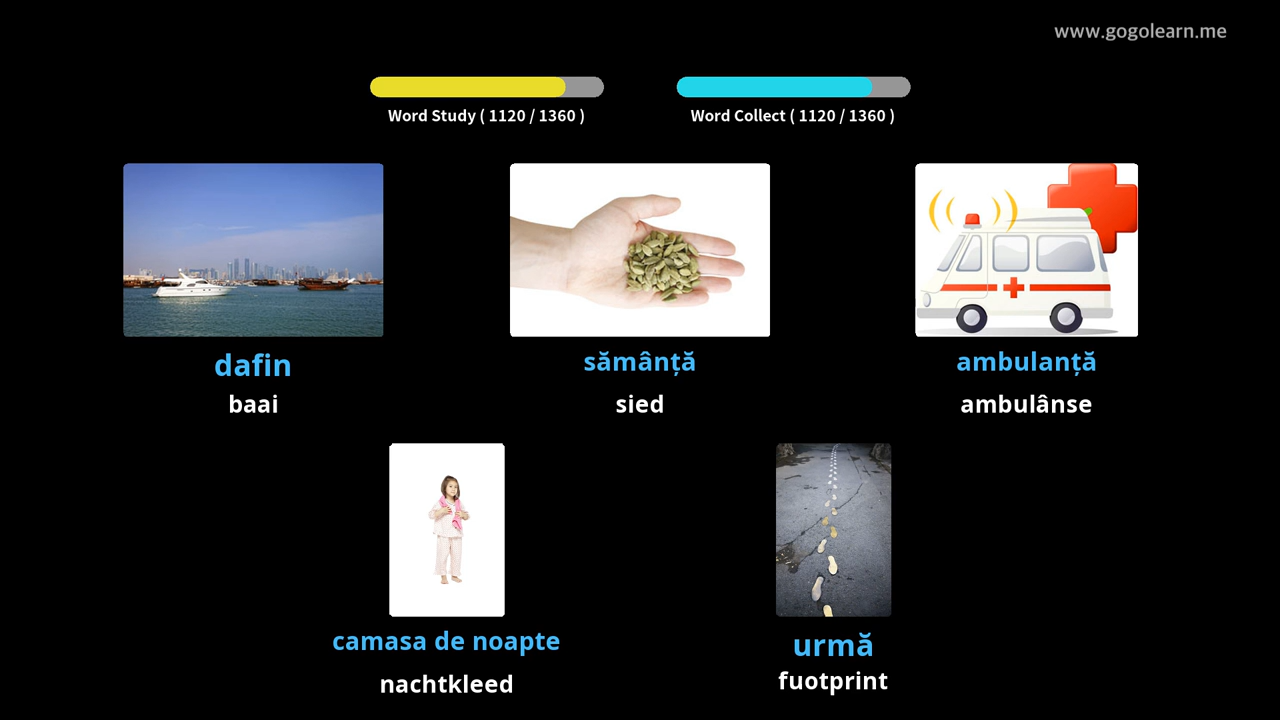 www.gogolearn.me
Word Study ( 1120 / 1360 )
Word Collect ( 1120 / 1360 )
dafin
baai
sămânță
sied
ambulanță
ambulânse
camasa de noapte
nachtkleed
urmă
fuotprint